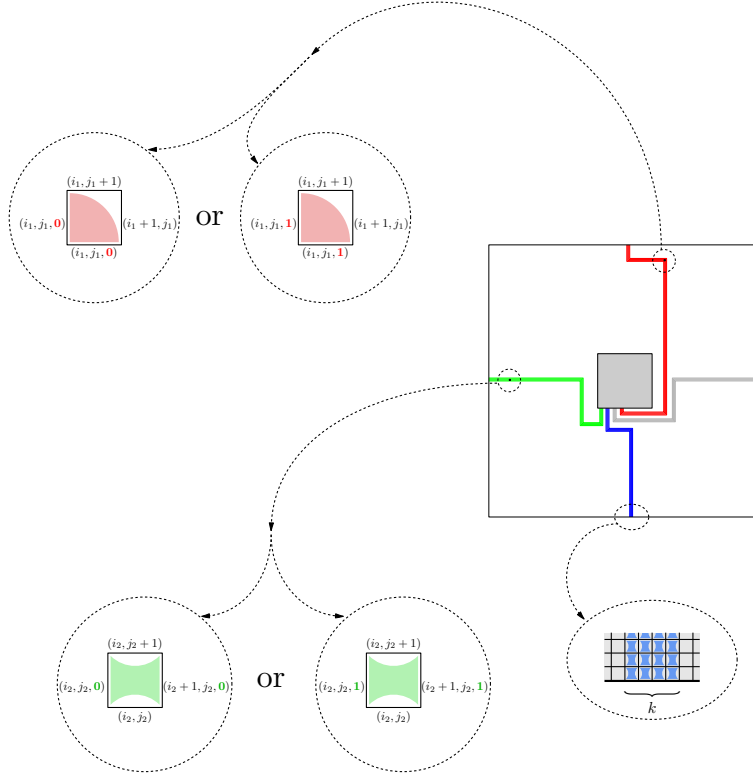 (i₁, j₁ + 1)
(i₁, j₁, 0)
(i₁ + 1, j₁)
(i₁, j₁, 0)
or
(i₁, j₁ + 1)
(i₁, j₁, 1)
(i₁ + 1, j₁)
(i₁, j₁, 1)
(i₂, j₂ + 1)
(i₂, j₂, 0)
(i₂ + 1, j₂, 0)
(i₂, j₂)
or
(i₂, j₂ + 1)
(i₂, j₂, 1)
(i₂ + 1, j₂, 1)
(i₂, j₂)
k